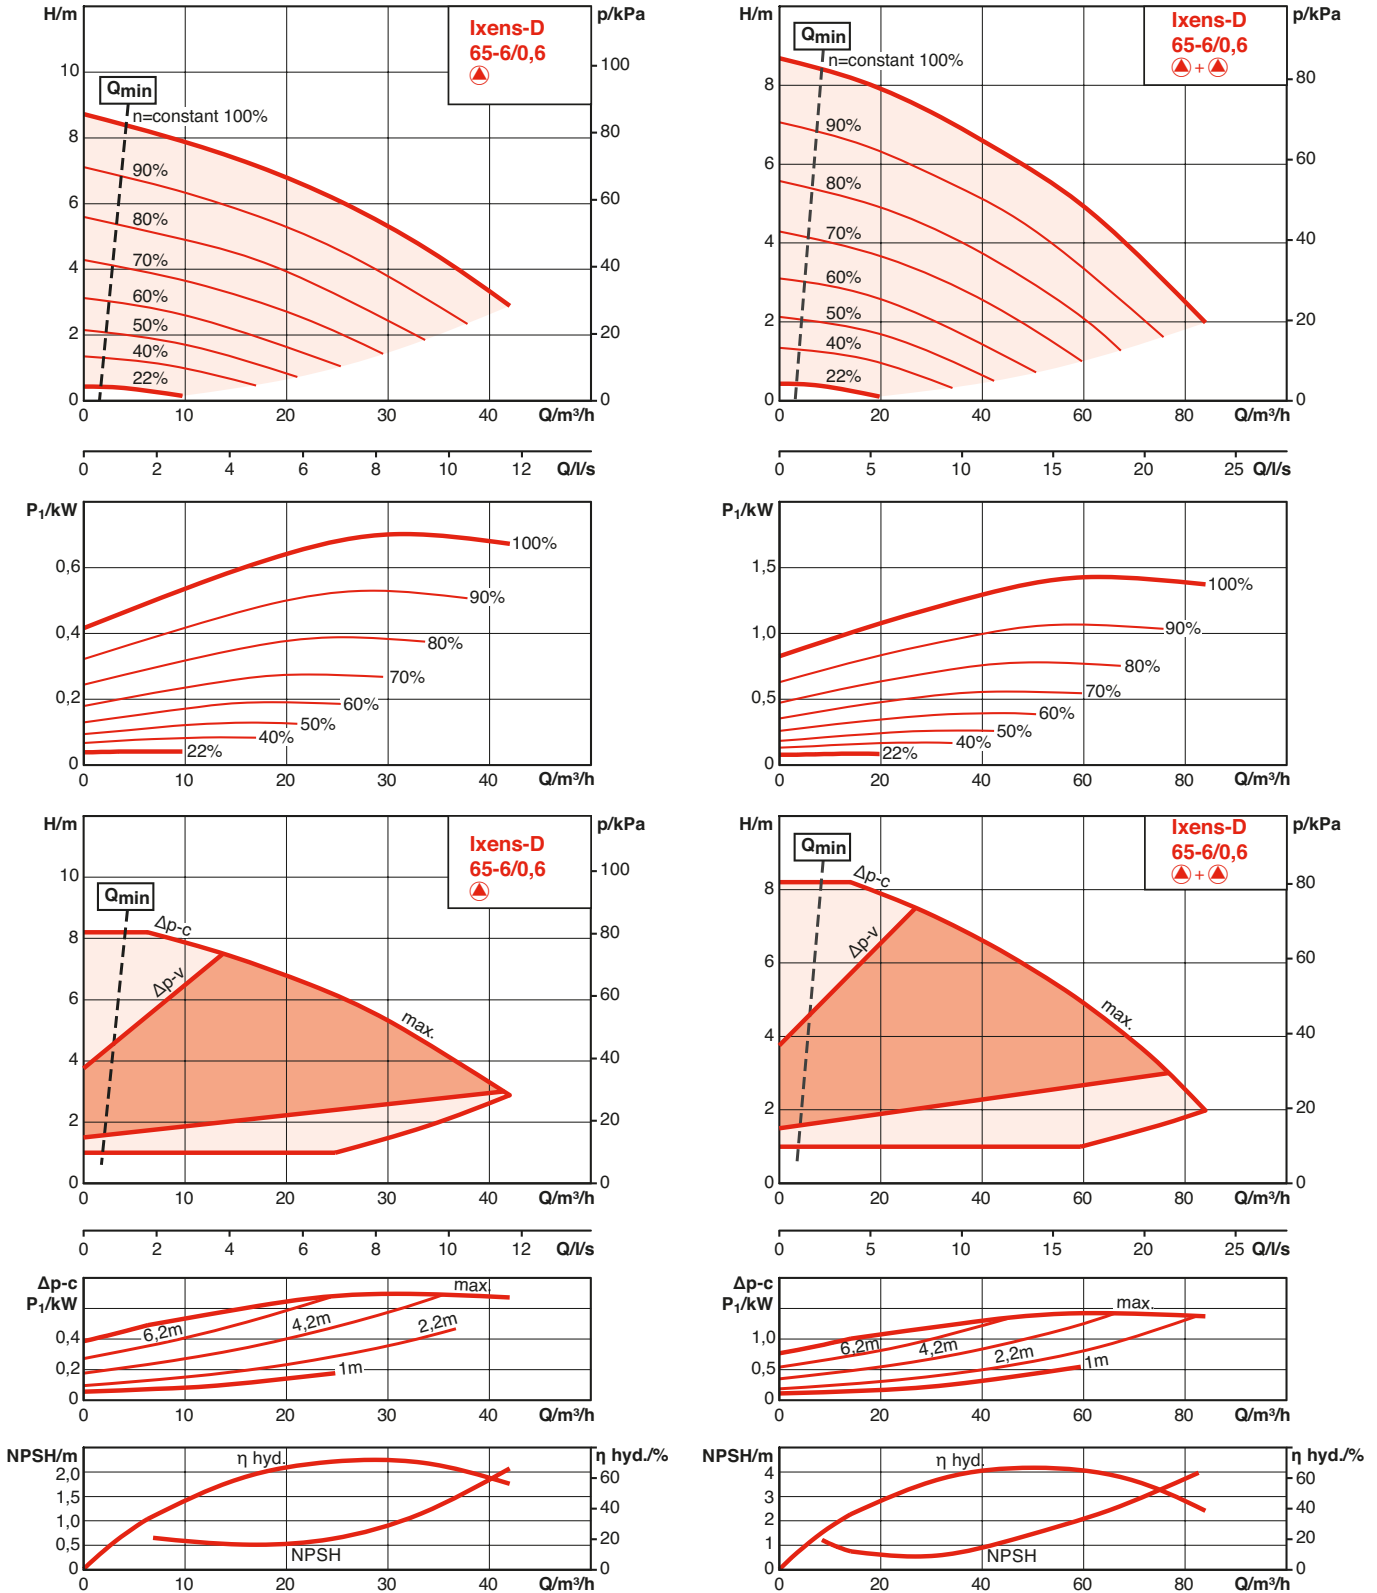 H/m
p/kPa
Ixens-D
65-6/0,6
Qmin
n=constant 100%
90%
80%
70%
60%
50%
40%
22%
10
8
6
4
2
0
100
80
60
40
20
0
0 10 20 30 40 Q/m³/h
0 2 4 6 8 10 12 Q/l/s
P1/kW
0,6
0,4
0,2
0
100%
90%
80%
70%
60%
50%
40%
22%
0 10 20 30 40 Q/m³/h
H/m
p/kPa
Ixens-D
65-6/0,6
Qmin
Δp-c
Δp-v
max.
10
8
6
4
2
0
100
80
60
40
20
0
0 10 20 30 40 Q/m³/h
0 2 4 6 8 10 12 Q/l/s
Δp-c
P1/kW
0,4
0,2
0
max.
6,2m
4,2m
2,2m
1m
0 10 20 30 40 Q/m³/h
NPSH/m
η hyd./%
2,0
1,5
1,0
0,5
0
η hyd.
NPSH
60
40
20
0
0 10 20 30 40 Q/m³/h
H/m
p/kPa
Ixens-D
65-6/0,6
+
Qmin
n=constant 100%
90%
80%
70%
60%
50%
40%
22%
8
6
4
2
0
80
60
40
20
0
0 20 40 60 80 Q/m³/h
0 5 10 15 20 25 Q/l/s
P1/kW
1,5
1,0
0,5
0
100%
90%
80%
70%
60%
50%
40%
22%
0 20 40 60 80 Q/m³/h
H/m
p/kPa
Ixens-D
65-6/0,6
+
Qmin
Δp-c
Δp-v
max.
8
6
4
2
0
80
60
40
20
0
0 20 40 60 80 Q/m³/h
0 5 10 15 20 25 Q/l/s
Δp-c
P1/kW
1,0
0,5
0
max.
6,2m
4,2m
2,2m
1m
0 20 40 60 80 Q/m³/h
NPSH/m
η hyd./%
4
3
2
1
0
η hyd.
NPSH
60
40
20
0
0 20 40 60 80 Q/m³/h